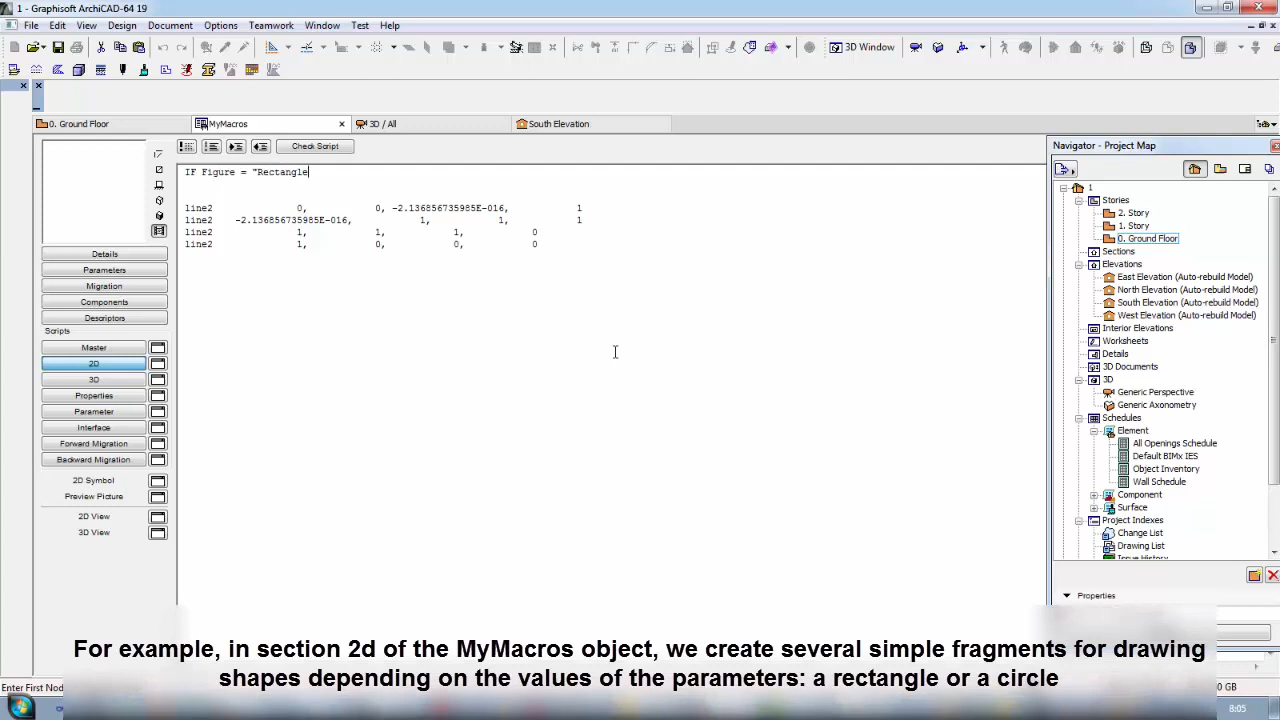 1 - Graphisoft ArchiCAD-64 19
File Edit View Design Document Options Teamwork Window Test Help
3D Window
0. Ground Floor
MyMacros
3D / All
South Elevation
Check Script
Navigator - Project Map
IF Figure = "Rectangle
line2 0, 0, -2.136856735985E-016, 1
line2 -2.136856735985E-016, 1, 1, 1
line2 1, 1, 1, 0
line2 1, 0, 0, 0
Details
Parameters
Migration
Components
Descriptors
Scripts
Master
2D
3D
Properties
Parameter
Interface
Forward Migration
Backward Migration
2D Symbol
Preview Picture
2D View
3D View
1
Stories
2. Story
1. Story
0. Ground Floor
Sections
Elevations
East Elevation (Auto-rebuild Model)
North Elevation (Auto-rebuild Model)
South Elevation (Auto-rebuild Model)
West Elevation (Auto-rebuild Model)
Interior Elevations
Worksheets
Details
3D Documents
3D
Generic Perspective
Generic Axonometry
Schedules
Element
All Openings Schedule
Default BIMx IES
Object Inventory
Wall Schedule
Component
Surface
Project Indexes
Change List
Drawing List
Issue History
Properties
For example, in section 2d of the MyMacros object, we create several simple fragments for drawing
shapes depending on the values of the parameters: a rectangle or a circle
Enter First Nod
0 GB
8:05